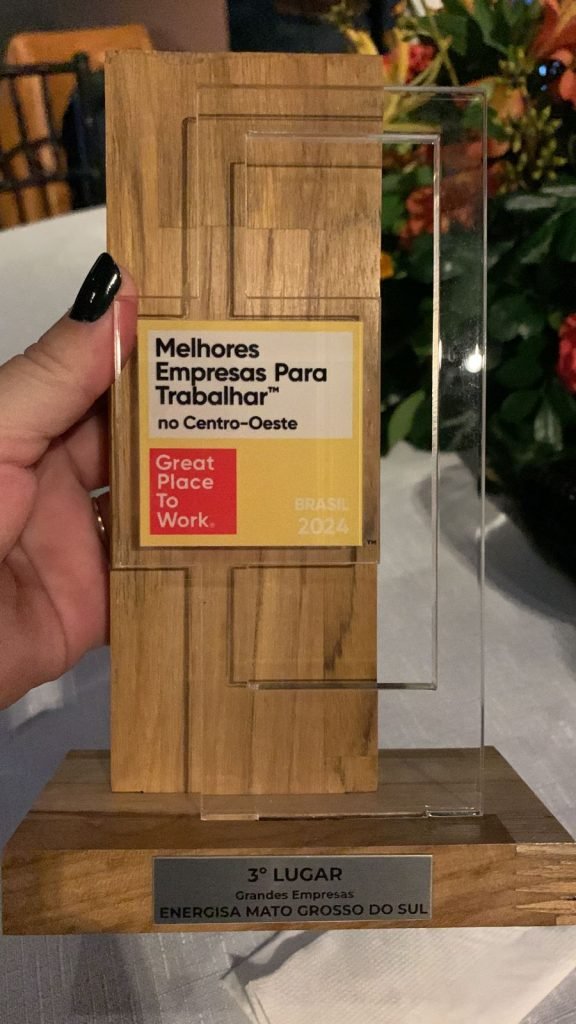 Melhores
Empresas Para
Trabalhar™
no Centro-Oeste
Great
Place
To
Work®
BRASIL
2024
™
3º LUGAR
Grandes Empresas
ENERGISA MATO GROSSO DO SUL